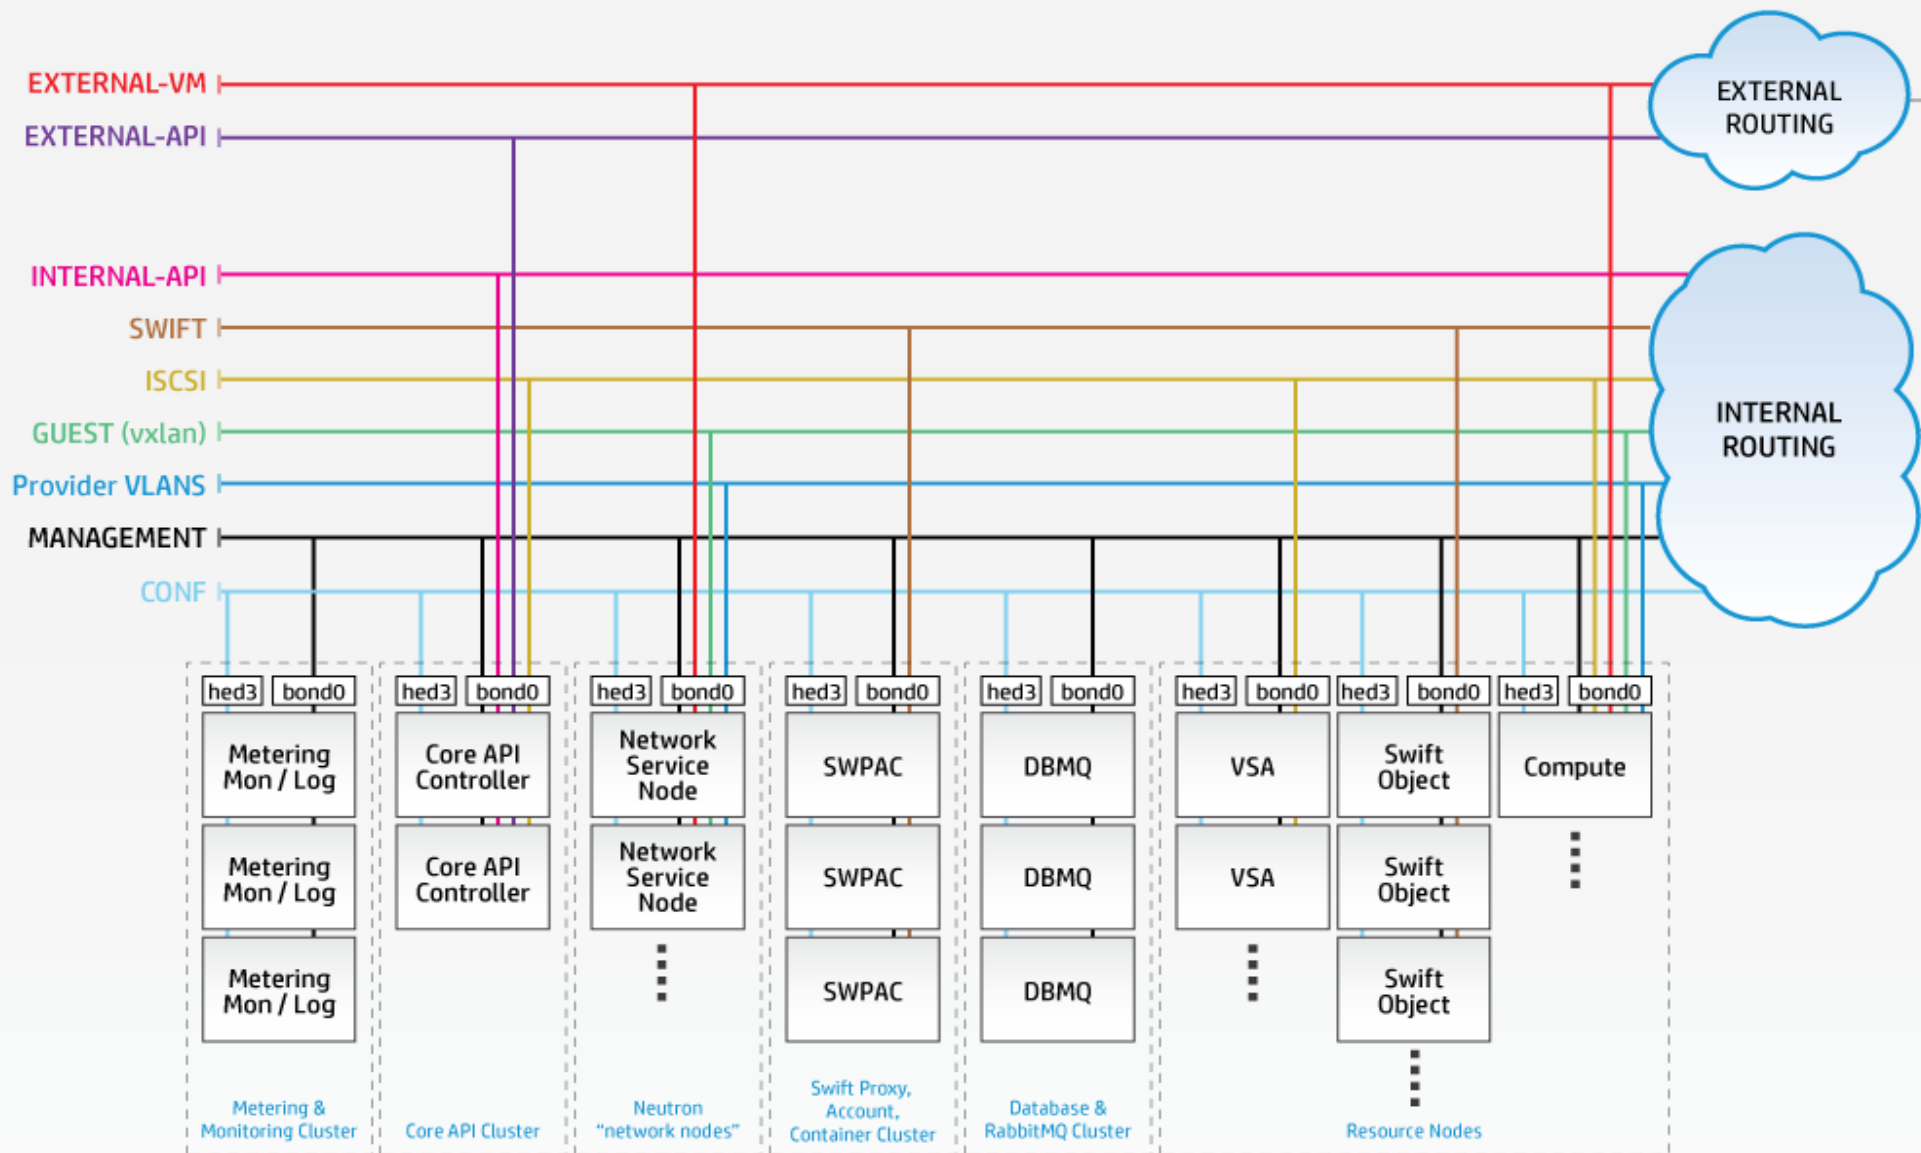 EXTERNAL-VM
EXTERNAL-API
EXTERNAL
ROUTING
INTERNAL-API
SWIFT
ISCSI
GUEST (vxlan)
Provider VLANS
MANAGEMENT
CONF
INTERNAL
ROUTING
hed3 bond0
Metering
Mon / Log
Metering
Mon / Log
Metering
Mon / Log
Metering &
Monitoring Cluster
hed3 bond0
Core API
Controller
Core API
Controller
Core API Cluster
hed3 bond0
Network
Service
Node
Network
Service
Node
Neutron
“network nodes”
hed3 bond0
SWPAC
SWPAC
SWPAC
Swift Proxy,
Account,
Container Cluster
hed3 bond0
DBMQ
DBMQ
DBMQ
Database &
RabbitMQ Cluster
hed3 bond0
VSA
VSA
hed3 bond0
Swift
Object
Swift
Object
Swift
Object
hed3 bond0
Compute
Resource Nodes